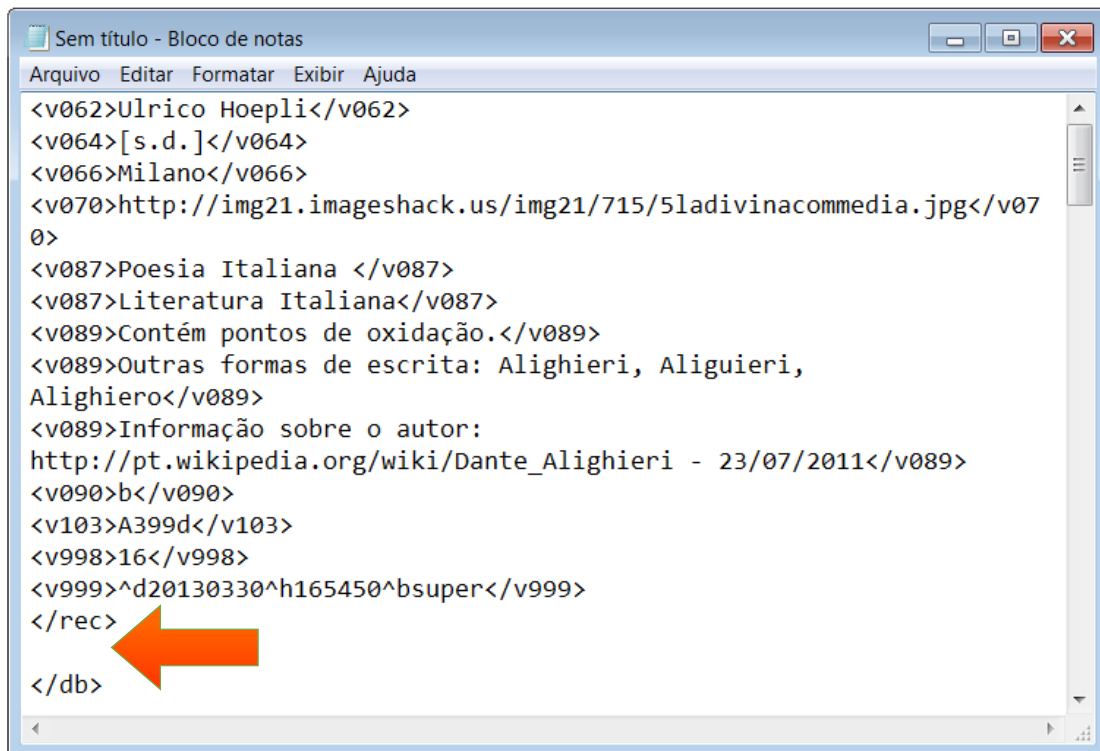 Sem título - Bloco de notas
Arquivo Editar Formatar Exibir Ajuda
<v062>Ulrico Hoepli</v062>
<v064>[s.d.]</v064>
<v066>Milano</v066>
<v070>http://img21.imageshack.us/img21/715/5ladivinacommedia.jpg</v07
0>
<v087>Poesia Italiana </v087>
<v087>Literatura Italiana</v087>
<v089>Contém pontos de oxidação.</v089>
<v089>Outras formas de escrita: Alighieri, Aliguieri,
Alighiero</v089>
<v089>Informação sobre o autor:
http://pt.wikipedia.org/wiki/Dante_Alighieri - 23/07/2011</v089>
<v090>b</v090>
<v103>A399d</v103>
<v998>16</v998>
<v999>^d20130330^h165450^bsuper</v999>
</rec>
</db>